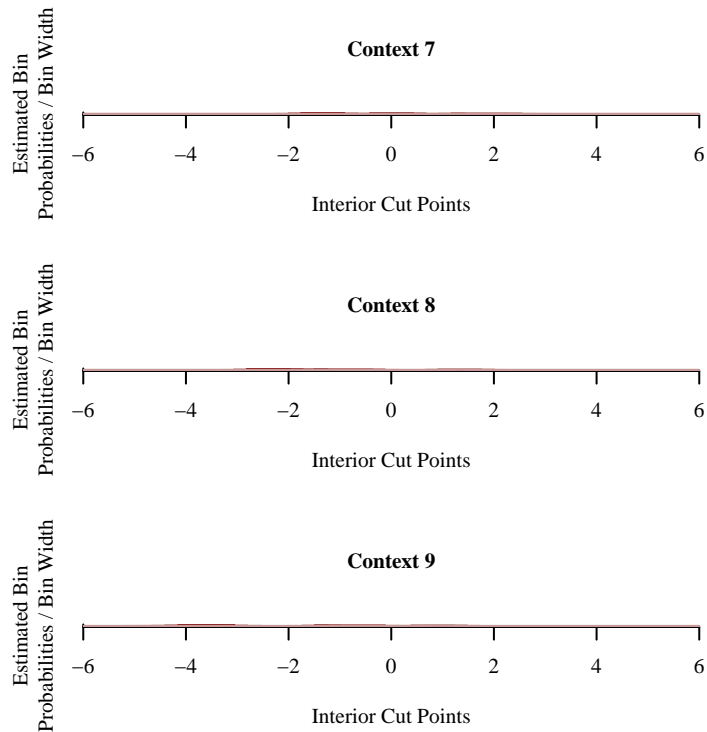 Context 7
Estimated Bin
Probabilities / Bin Width
−6 −4 −2 0 2 4 6
Interior Cut Points
Context 8
Estimated Bin
Probabilities / Bin Width
−6 −4 −2 0 2 4 6
Interior Cut Points
Context 9
Estimated Bin
Probabilities / Bin Width
−6 −4 −2 0 2 4 6
Interior Cut Points